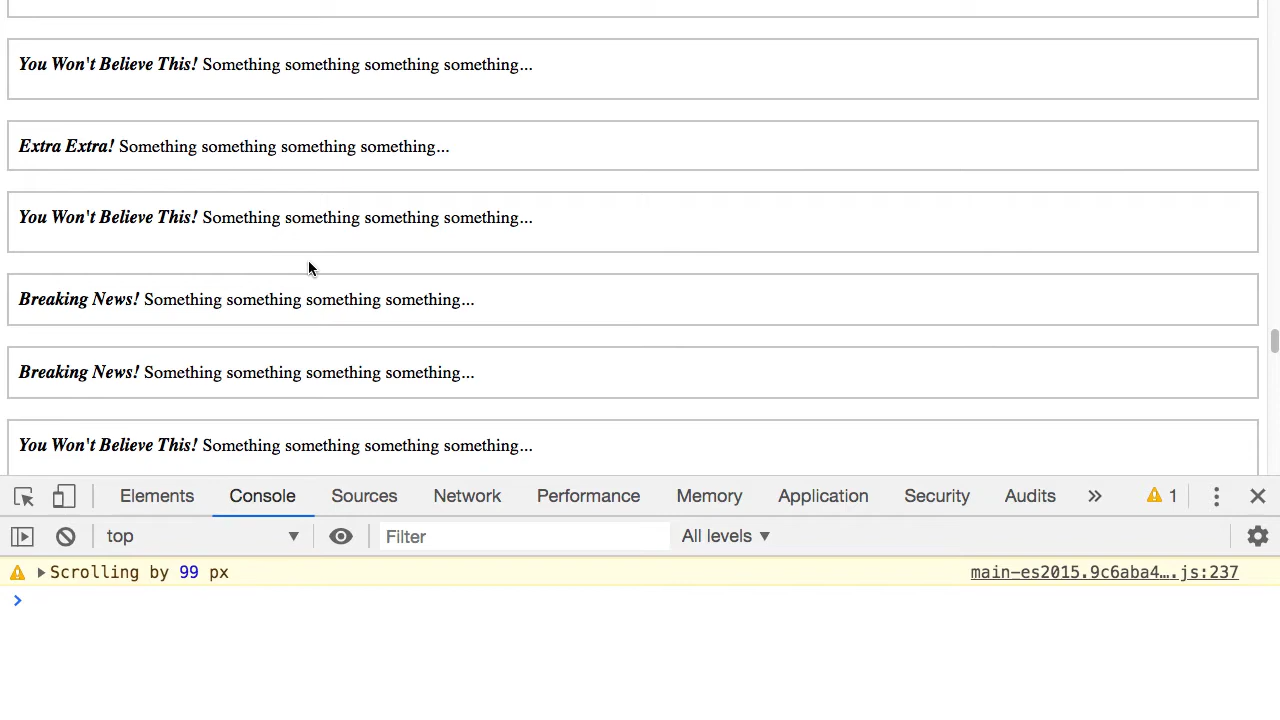 You Won't Believe This! Something something something something...
Extra Extra! Something something something something...
You Won't Believe This! Something something something something...
Breaking News! Something something something something...
Breaking News! Something something something something...
You Won't Believe This! Something something something something...
Elements Console Sources Network Performance Memory Application Security Audits » 1
top ▼ Filter All levels ▼
Scrolling by 99 px main-es2015.9c6aba4….js:237